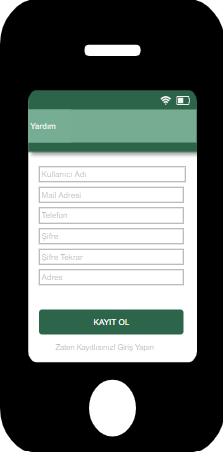 Yardım
Kullanıcı Adı
Mail Adresi
Telefon
Şifre
Şifre Tekrar
Adres
KAYIT OL
Zaten Kayıtlısınız! Giriş Yapın